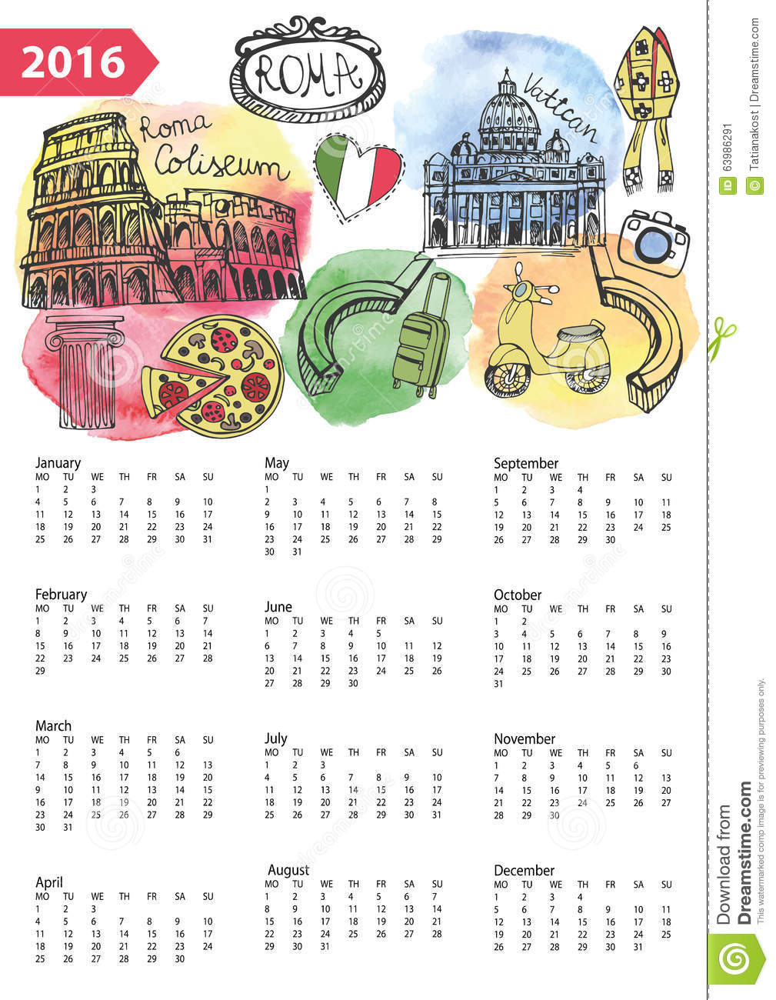 2016
ROMA
Roma
Coliseum
Vatican
January
MO TU WE TH FR SA SU
1 2 3
4 5 6 7 8 9 10
11 12 13 14 15 16 17
18 19 20 21 22 23 24
25 26 27 28 29 30 31
February
MO TU WE TH FR SA SU
1 2 3 4 5 6 7
8 9 10 11 12 13 14
15 16 17 18 19 20 21
22 23 24 25 26 27 28
29
March
MO TU WE TH FR SA SU
1 2 3 4 5 6
7 8 9 10 11 12 13
14 15 16 17 18 19 20
9 10 11 12 13 14 15
16 17 18 19 20 21 22
23 24 25 26 27 28 29
30 31
April
MO TU WE TH FR SA SU
1 2 3
4 5 6 7 8 9 10
11 12 13 14 15 16 17
18 19 20 21 22 23 24
25 26 27 28 29 30
May
MO TU WE TH FR SA SU
1
2 3 4 5 6 7 8
9 10 11 12 13 14 15
16 17 18 19 20 21 22
23 24 25 26 27 28 29
30 31
June
MO TU WE TH FR SA SU
1 2 3 4 5
6 7 8 9 10 11 12
13 14 15 16 17 18 19
20 21 22 23 24 25 26
27 28 29 30
July
MO TU WE TH FR SA SU
1 2 3
4 5 6 7 8 9 10
11 12 13 14 15 16 17
18 19 20 21 22 23 24
25 26 27 28 29 30 31
August
MO TU WE TH FR SA SU
1 2 3 4 5 6 7
8 9 10 11 12 13 14
15 16 17 18 19 20 21
22 23 24 25 26 27 28
29 30 31
September
MO TU WE TH FR SA SU
1 2 3 4
5 6 7 8 9 10 11
12 13 14 15 16 17 18
19 20 21 22 23 24 25
26 27 28 29 30
October
MO TU WE TH FR SA SU
1 2
3 4 5 6 7 8 9
10 11 12 13 14 15 16
17 18 19 20 21 22 23
24 25 26 27 28 29 30
31
November
MO TU WE TH FR SA SU
1 2 3 4 5 6
7 8 9 10 11 12 13
14 15 16 17 18 19 20
21 22 23 24 25 26 27
28 29 30
December
MO TU WE TH FR SA SU
1 2 3 4
5 6 7 8 9 10 11
12 13 14 15 16 17 18
19 20 21 22 23 24 25
26 27 28 29 30 31
ID 63986291
© Tatianakost | Dreamstime.com
Download from
Dreamstime.com
This watermarked comp image is for previewing purposes only.